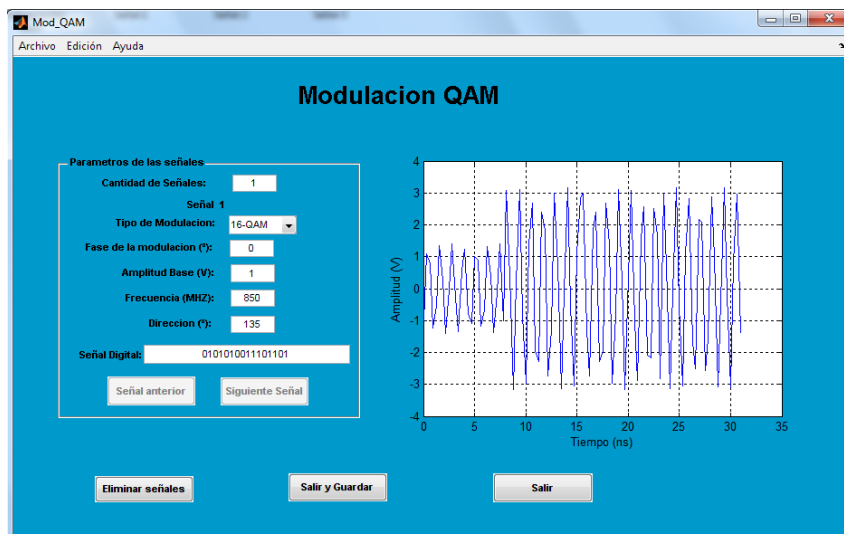 Mod_QAM
Archivo Edición Ayuda
Modulacion QAM
Parametros de las señales
Cantidad de Señales: 1
Señal 1
Tipo de Modulacion: 16-QAM
Fase de la modulacion (º): 0
Amplitud Base (V): 1
Frecuencia (MHZ): 850
Direccion (º): 135
Señal Digital: 0101010011101101
Señal anterior Siguiente Señal
4
3
2
1
0
-1
-2
-3
-4
Amplitud (V)
0 5 10 15 20 25 30 35
Tiempo (ns)
Eliminar señales Salir y Guardar Salir